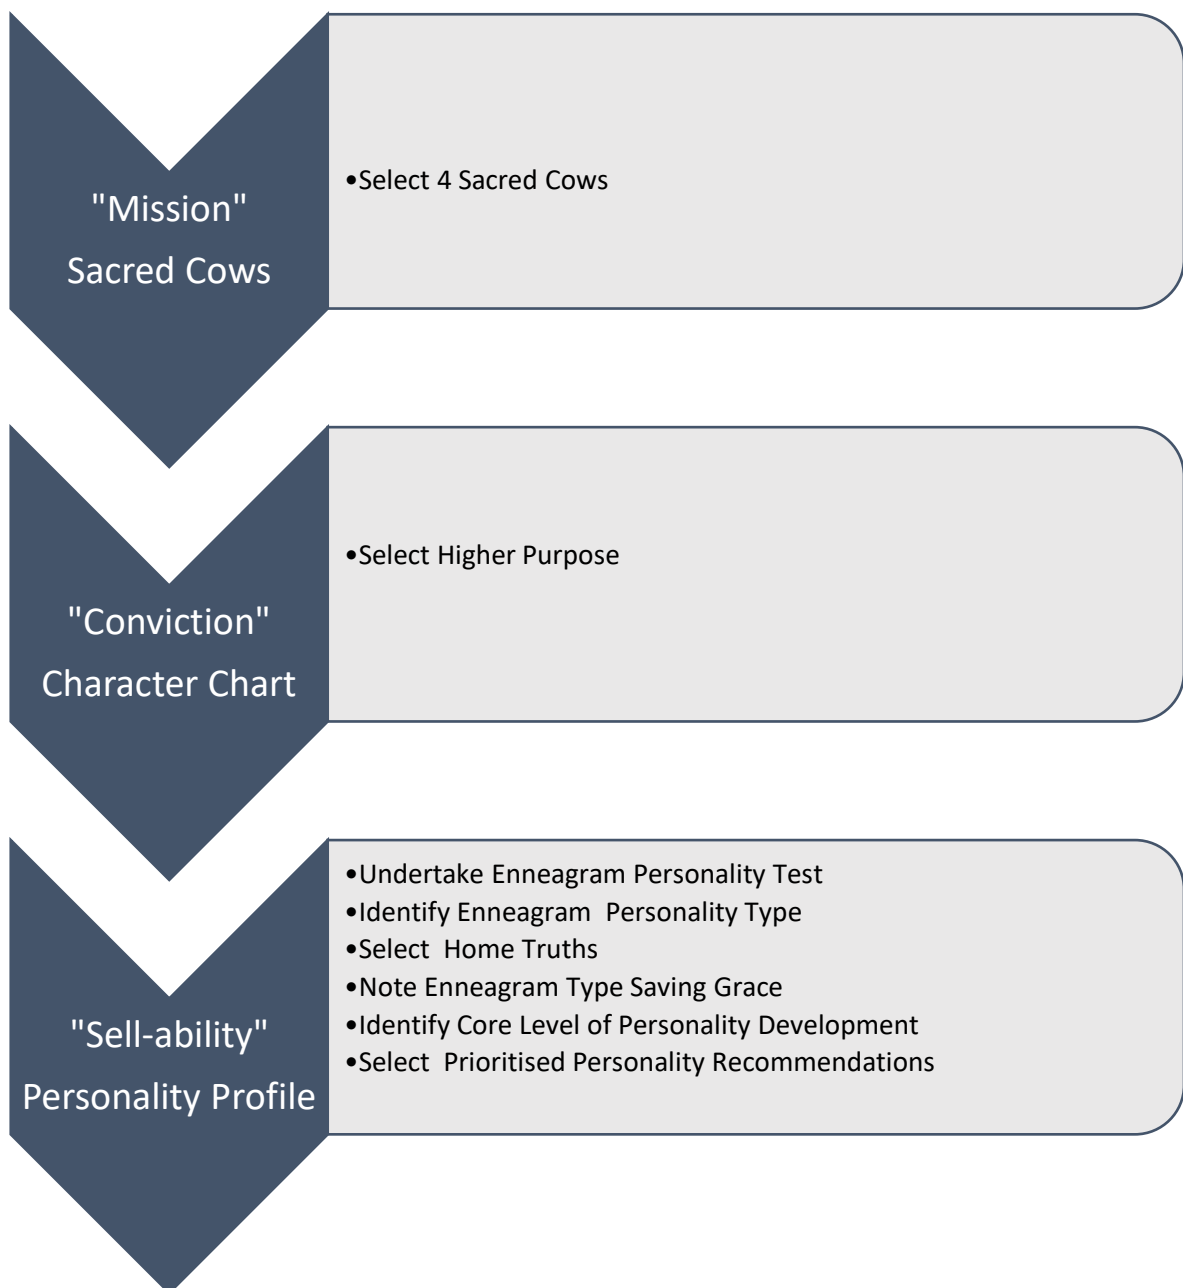 "Mission"
Sacred Cows
•Select 4 Sacred Cows
"Conviction"
Character Chart
•Select Higher Purpose
"Sell-ability"
Personality Profile
•Undertake Enneagram Personality Test
•Identify Enneagram  Personality Type
•Select  Home Truths
•Note Enneagram Type Saving Grace
•Identify Core Level of Personality Development
•Select  Prioritised Personality Recommendations